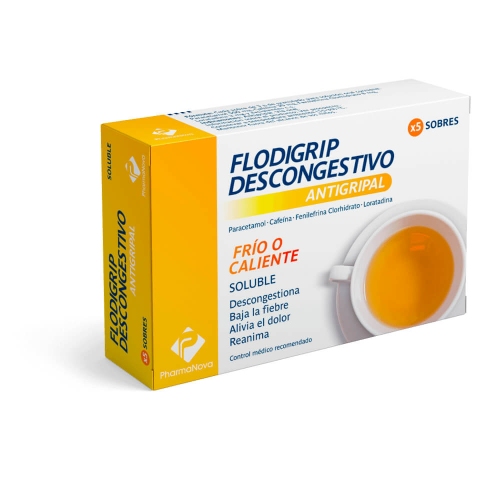 x5 SOBRES
FLODIGRIP
DESCONGESTIVO
ANTIGRIPAL
Paracetamol · Cafeína · Fenilefrina Clorhidrato · Loratadina
FRÍO O
CALIENTE
SOLUBLE
Descongestiona
Baja la fiebre
Alivia el dolor
Reanima
Control médico recomendado
SOLUBLE
FLODIGRIP
DESCONGESTIVO
ANTIGRIPAL
x5 SOBRES
PharmaNova